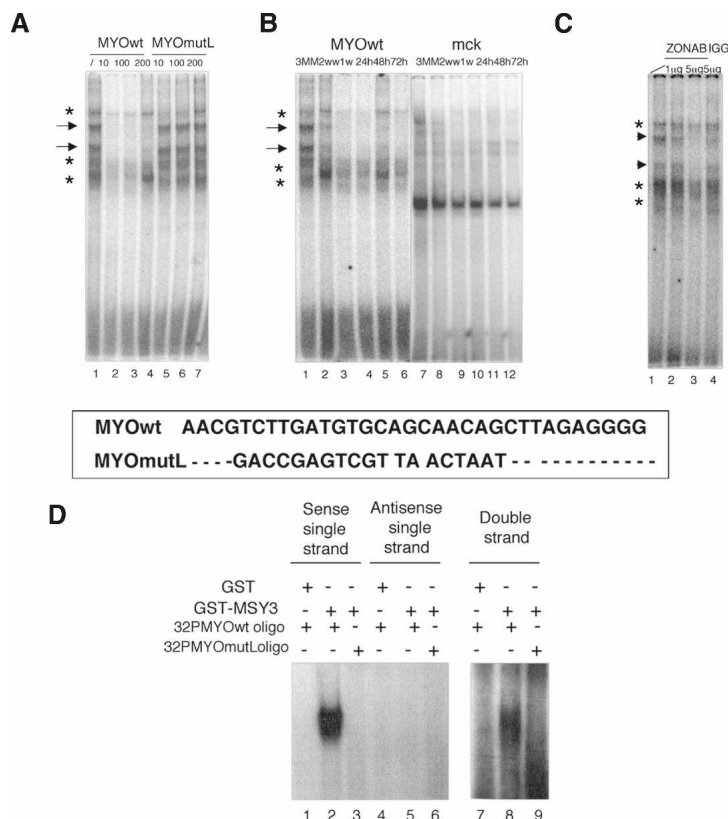 A
MYOwt MYOmutL
/ 10 100 200 10 100 200
*
*
*
1 2 3 4 5 6 7
B
MYOwt mck
3MM2ww1w 24h48h72h 3MM2ww1w 24h48h72h
*
*
*
1 2 3 4 5 6 7 8 9 10 11 12
C
ZONAB IGG
1µg 5µg5µg
*
*
*
1 2 3 4
MYOwt AACGTCTTGATGTGCAGCAACAGCTTAGAGGGG
MYOmutL - - - -GACCGAGTCGT TA ACTAAT- - - - - - - - - - - - -
D
Sense single strand
Antisense single strand
Double strand
GST + - - + - - + - -
GST-MSY3 - + + - + + - + +
32PMYOwt oligo + + - + + - + + -
32PMYOmutLoligo - - + - - + - - +
1 2 3 4 5 6 7 8 9